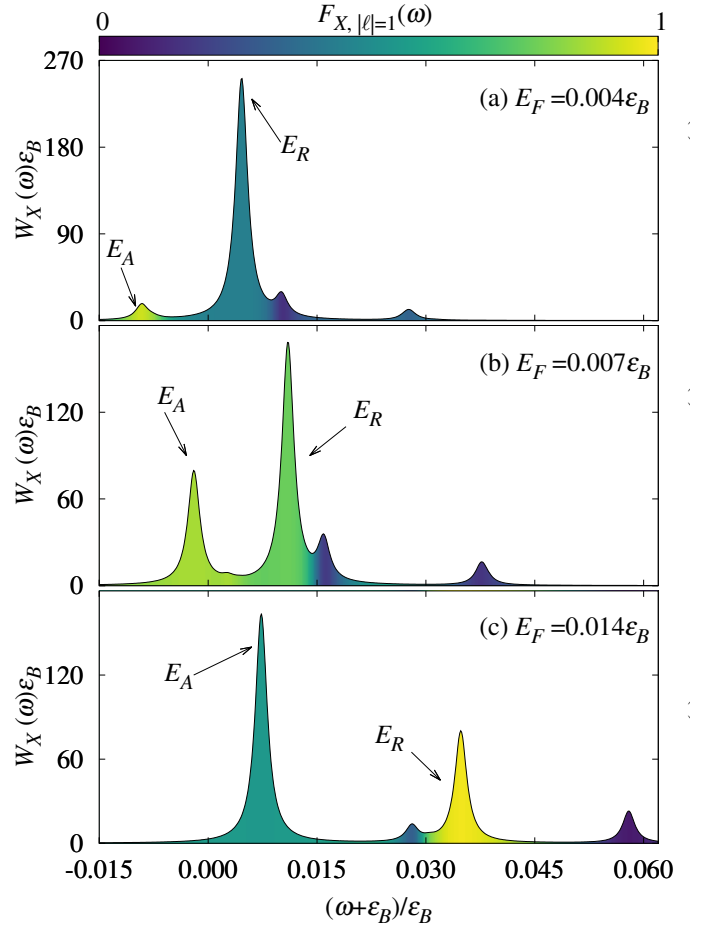 F_{X, |ℓ|=1}(ω)
0 1
270
180
90
0
W_X(ω)ε_B
(a) E_F=0.004ε_B
E_R
E_A
120
60
0
W_X(ω)ε_B
(b) E_F=0.007ε_B
E_A
E_R
120
60
0
W_X(ω)ε_B
(c) E_F=0.014ε_B
E_A
E_R
-0.015 0.000 0.015 0.030 0.045 0.060
(ω+ε_B)/ε_B